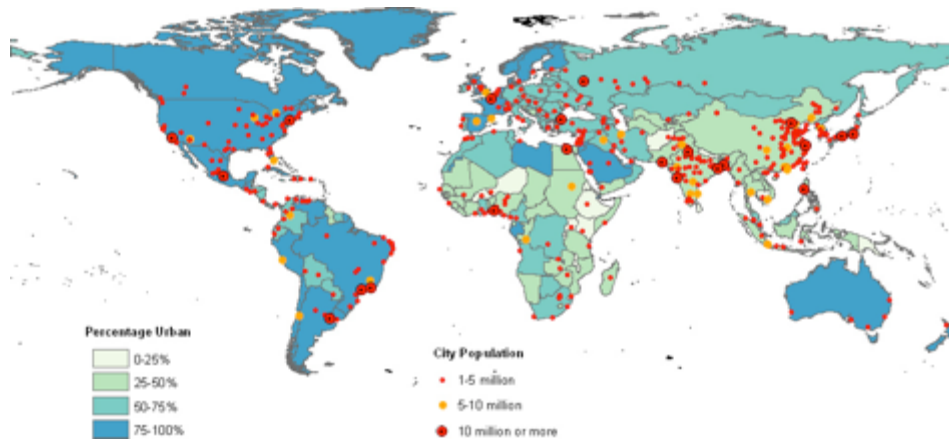 Percentage Urban
0-25%
25-50%
50-75%
75-100%
City Population
1-5 million
5-10 million
10 million or more